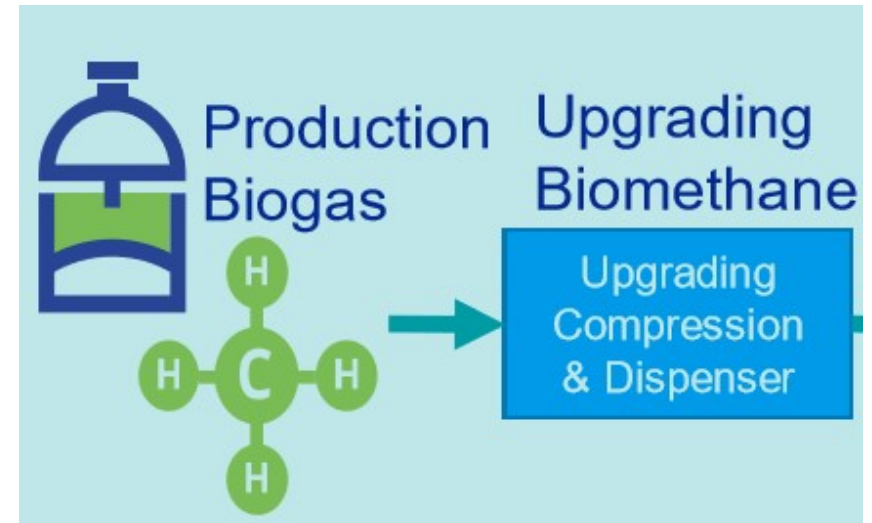 Production
Biogas
Upgrading
Biomethane
H
H C H
H
Upgrading
Compression
& Dispenser